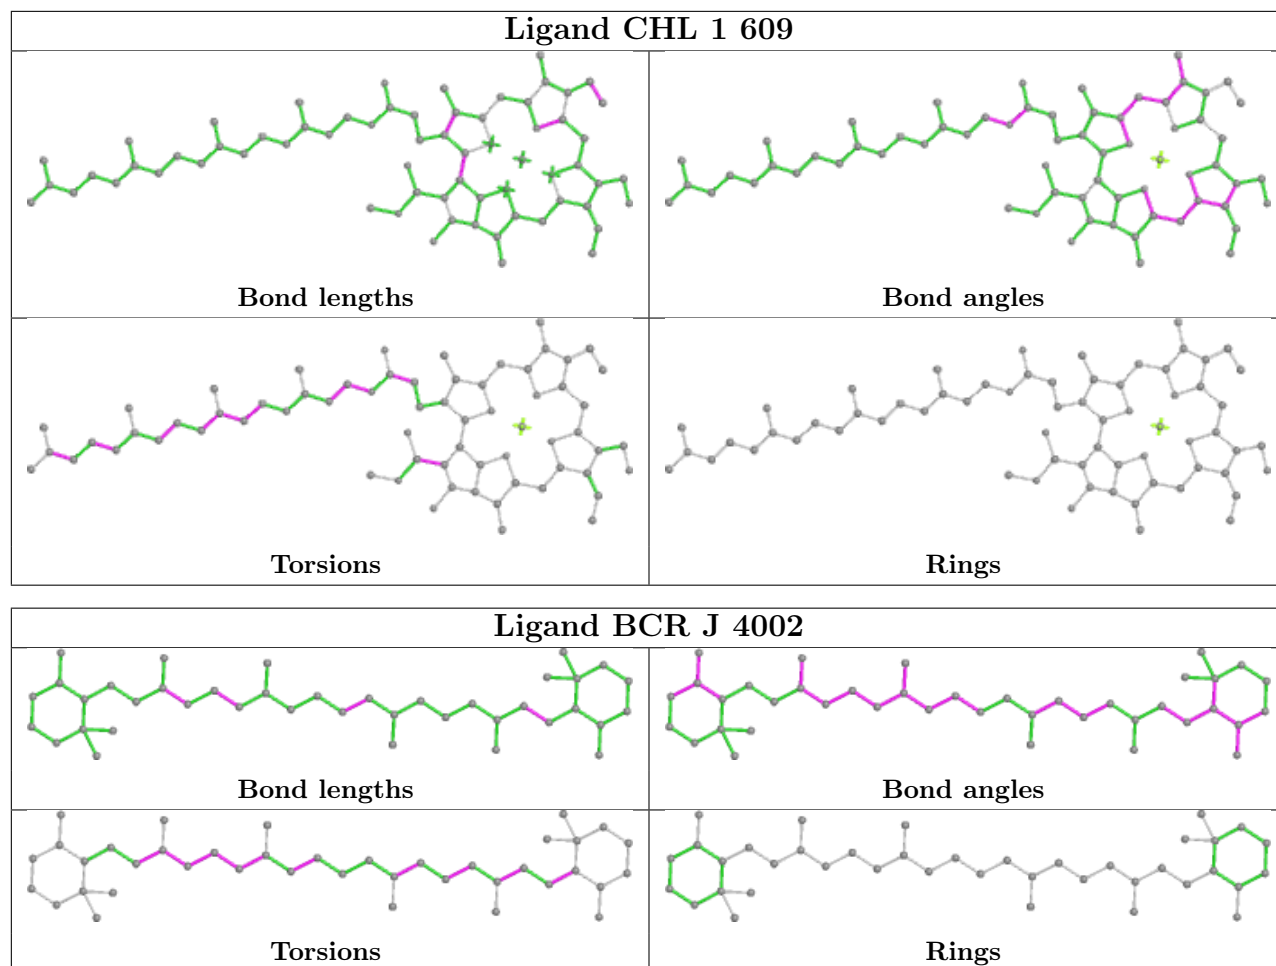 Ligand CHL 1 609
Bond lengths
Bond angles
Torsions
Rings
Ligand BCR J 4002
Bond lengths
Bond angles
Torsions
Rings